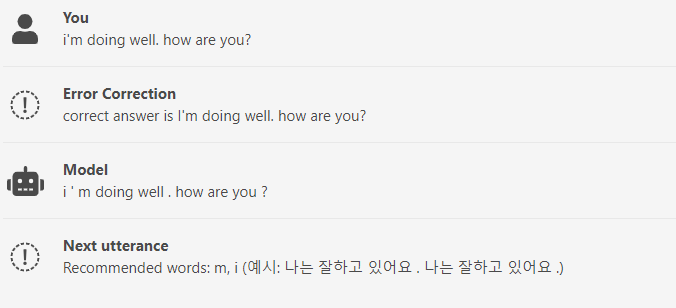 You
i'm doing well. how are you?
Error Correction
correct answer is I'm doing well. how are you?
Model
i ' m doing well . how are you ?
Next utterance
Recommended words: m, i (예시: 나는 잘하고 있어요 . 나는 잘하고 있어요 .)